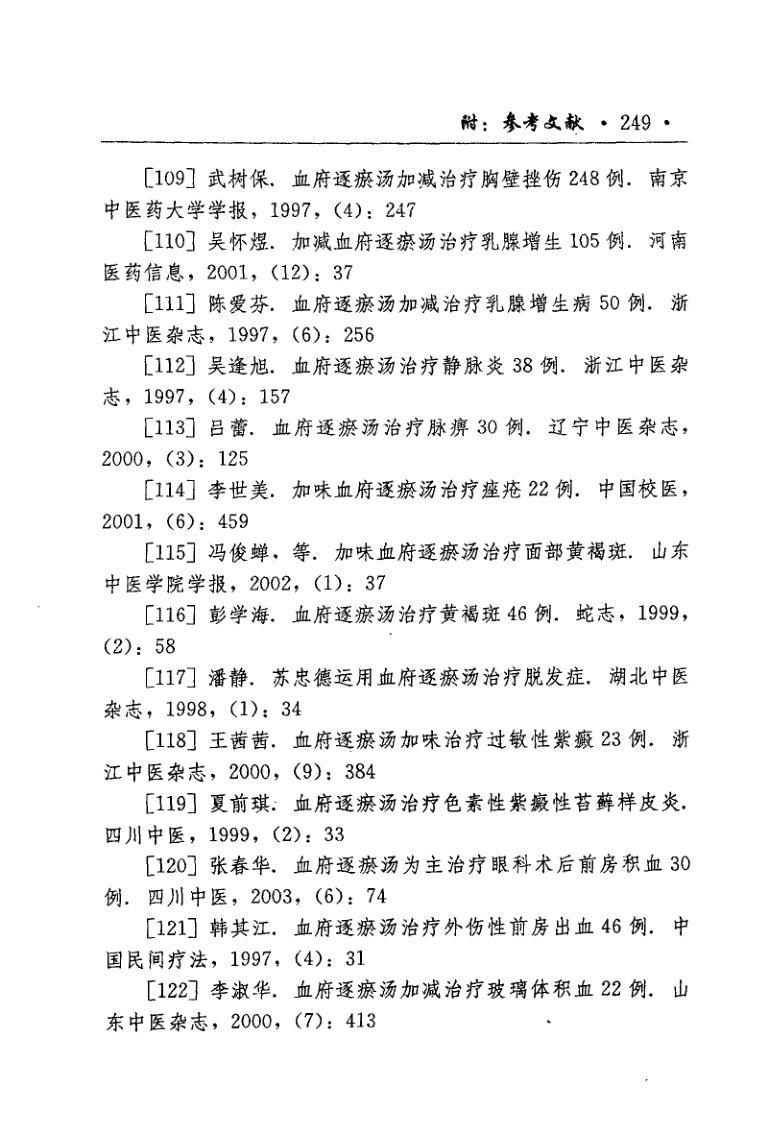 附：参考文献 · 249 ·
[109] 武树保．血府逐瘀汤加减治疗胸壁挫伤 248 例．南京
中医药大学学报，1997，(4)：247
[110] 吴怀煜．加减血府逐瘀汤治疗乳腺增生 105 例．河南
医药信息，2001，(12)：37
[111] 陈爱芬．血府逐瘀汤加减治疗乳腺增生病 50 例．浙
江中医杂志，1997，(6)：256
[112] 吴逢旭．血府逐瘀汤治疗静脉炎 38 例．浙江中医杂
志，1997，(4)：157
[113] 吕蕾．血府逐瘀汤治疗脉痹 30 例．辽宁中医杂志，
2000，(3)：125
[114] 李世美．加味血府逐瘀汤治疗痤疮 22 例．中国校医，
2001，(6)：459
[115] 冯俊蝉，等．加味血府逐瘀汤治疗面部黄褐斑．山东
中医学院学报，2002，(1)：37
[116] 彭学海．血府逐瘀汤治疗黄褐斑 46 例．蛇志，1999，
(2)：58
[117] 潘静．苏忠德运用血府逐瘀汤治疗脱发症．湖北中医
杂志，1998，(1)：34
[118] 王茜茜．血府逐瘀汤加味治疗过敏性紫癜 23 例．浙
江中医杂志，2000，(9)：384
[119] 夏前琪．血府逐瘀汤治疗色素性紫癜性苔藓样皮炎．
四川中医，1999，(2)：33
[120] 张春华．血府逐瘀汤为主治疗眼科术后前房积血 30
例．四川中医，2003，(6)：74
[121] 韩其江．血府逐瘀汤治疗外伤性前房出血 46 例．中
国民间疗法，1997，(4)：31
[122] 李淑华．血府逐瘀汤加减治疗玻璃体积血 22 例．山
东中医杂志，2000，(7)：413